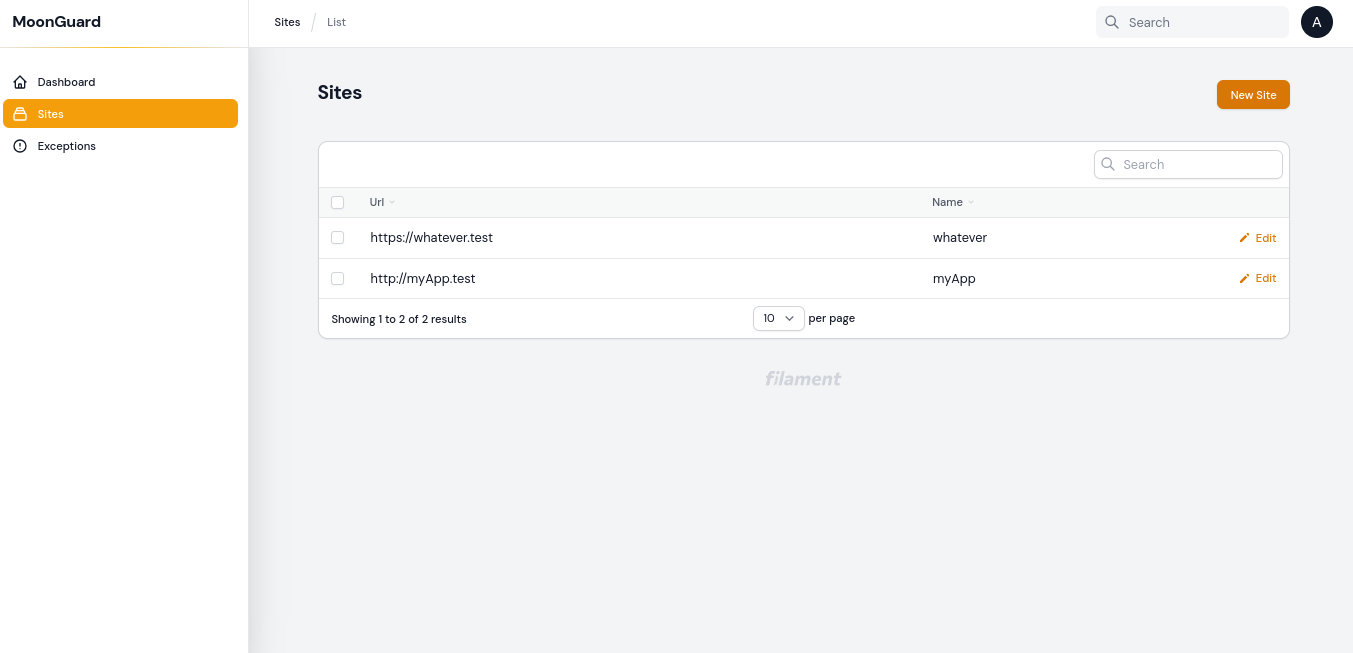 MoonGuard
Sites / List
Search
A
Dashboard
Sites
Exceptions
Sites
New Site
Search
Url Name
https://whatever.test whatever Edit
http://myApp.test myApp Edit
Showing 1 to 2 of 2 results 10 per page
filament